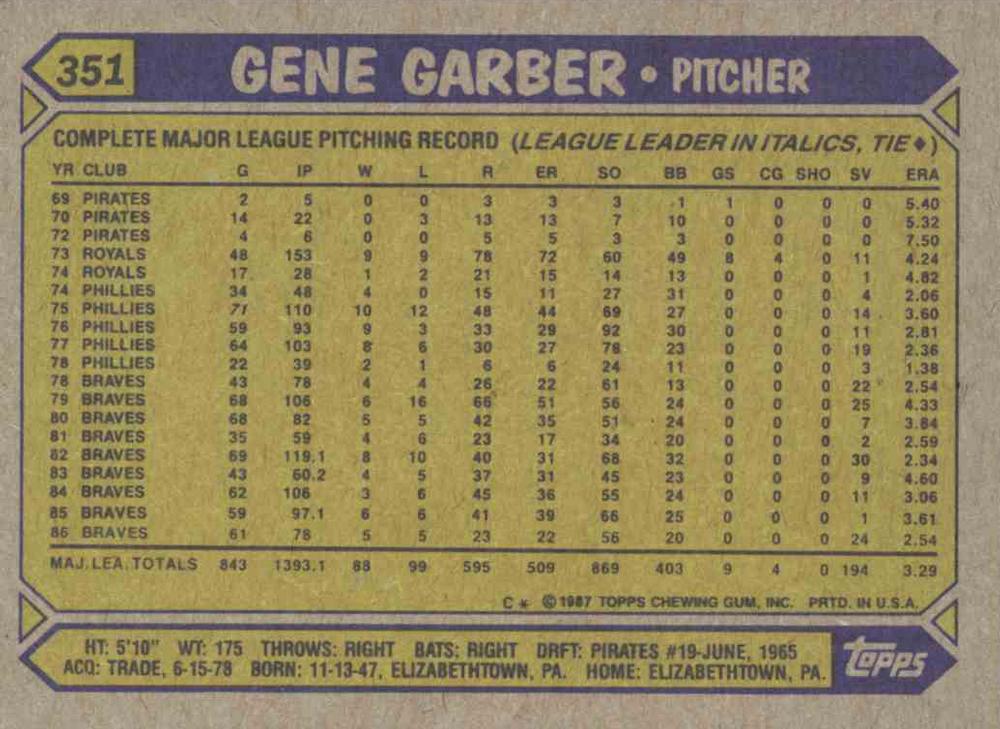 351 GENE GARBER • PITCHER
COMPLETE MAJOR LEAGUE PITCHING RECORD (LEAGUE LEADER IN ITALICS, TIE♦)
YR CLUB G IP W L R ER SO BB GS CG SHO SV ERA
69 PIRATES 2 5 0 0 3 3 3 1 1 0 0 0 5.40
70 PIRATES 14 22 0 3 13 13 7 10 0 0 0 0 5.32
72 PIRATES 4 6 0 0 5 5 3 3 0 0 0 0 7.50
73 ROYALS 48 153 9 9 78 72 60 49 8 4 0 11 4.24
74 ROYALS 17 28 1 2 21 15 14 13 0 0 0 1 4.82
74 PHILLIES 34 48 4 0 15 11 27 31 0 0 0 4 2.06
75 PHILLIES 71 110 10 12 48 44 69 27 0 0 0 14 3.60
76 PHILLIES 59 93 9 3 33 29 92 30 0 0 0 11 2.81
77 PHILLIES 64 103 8 6 30 27 78 23 0 0 0 19 2.36
78 PHILLIES 22 39 2 1 6 6 24 11 0 0 0 3 1.38
78 BRAVES 43 78 4 4 26 22 61 13 0 0 0 22 2.54
79 BRAVES 68 106 6 16 66 51 56 24 0 0 0 25 4.33
80 BRAVES 68 82 5 5 42 35 51 24 0 0 0 7 3.84
81 BRAVES 35 59 4 6 23 17 34 20 0 0 0 2 2.59
82 BRAVES 69 119.1 8 10 40 31 68 32 0 0 0 30 2.34
83 BRAVES 43 60.2 4 5 37 31 45 23 0 0 0 9 4.60
84 BRAVES 62 106 3 6 45 36 55 24 0 0 0 11 3.06
85 BRAVES 59 97.1 6 6 41 39 66 25 0 0 0 1 3.61
86 BRAVES 61 78 5 5 23 22 56 20 0 0 0 24 2.54
MAJ. LEA. TOTALS 843 1393.1 88 99 595 509 869 403 9 4 0 194 3.29
C* ©1987 TOPPS CHEWING GUM, INC. PRTD. IN U.S.A.
HT: 5'10" WT: 175 THROWS: RIGHT BATS: RIGHT DRFT: PIRATES #19-JUNE, 1965
ACQ: TRADE, 6-15-78 BORN: 11-13-47, ELIZABETHTOWN, PA. HOME: ELIZABETHTOWN, PA.
TOPPS